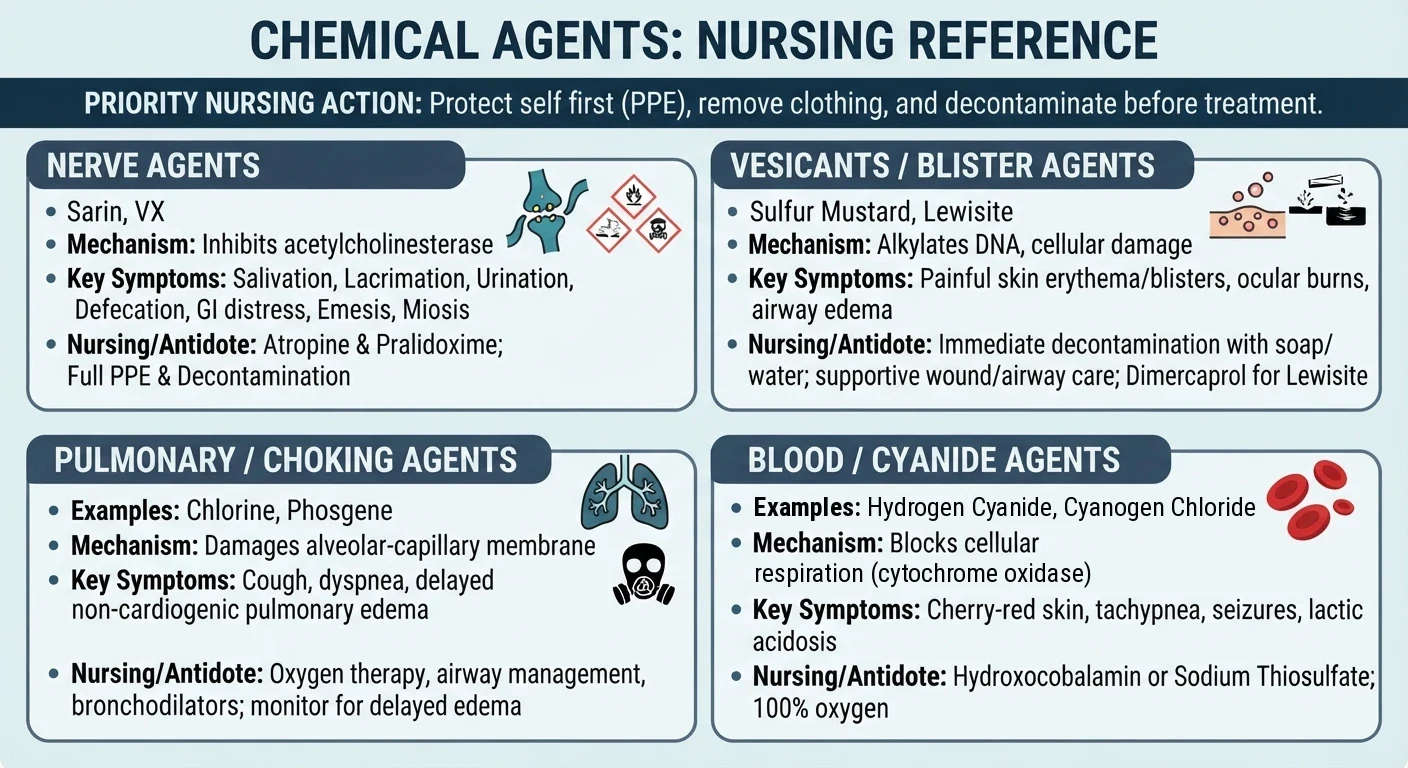 CHEMICAL AGENTS: NURSING REFERENCE
PRIORITY NURSING ACTION: Protect self first (PPE), remove clothing, and decontaminate before treatment.
NERVE AGENTS
• Sarin, VX
• Mechanism: Inhibits acetylcholinesterase
• Key Symptoms: Salivation, Lacrimation, Urination,
Defecation, GI distress, Emesis, Miosis
• Nursing/Antidote: Atropine & Pralidoxime;
Full PPE & Decontamination
VESICANTS / BLISTER AGENTS
• Sulfur Mustard, Lewisite
• Mechanism: Alkylates DNA, cellular damage
• Key Symptoms: Painful skin erythema/blisters, ocular burns,
airway edema
• Nursing/Antidote: Immediate decontamination with soap/
water; supportive wound/airway care; Dimercaprol for Lewisite
PULMONARY / CHOKING AGENTS
• Examples: Chlorine, Phosgene
• Mechanism: Damages alveolar-capillary membrane
• Key Symptoms: Cough, dyspnea, delayed
non-cardiogenic pulmonary edema
• Nursing/Antidote: Oxygen therapy, airway management,
bronchodilators; monitor for delayed edema
BLOOD / CYANIDE AGENTS
• Examples: Hydrogen Cyanide, Cyanogen Chloride
• Mechanism: Blocks cellular
respiration (cytochrome oxidase)
• Key Symptoms: Cherry-red skin, tachypnea, seizures, lactic
acidosis
• Nursing/Antidote: Hydroxocobalamin or Sodium Thiosulfate;
100% oxygen